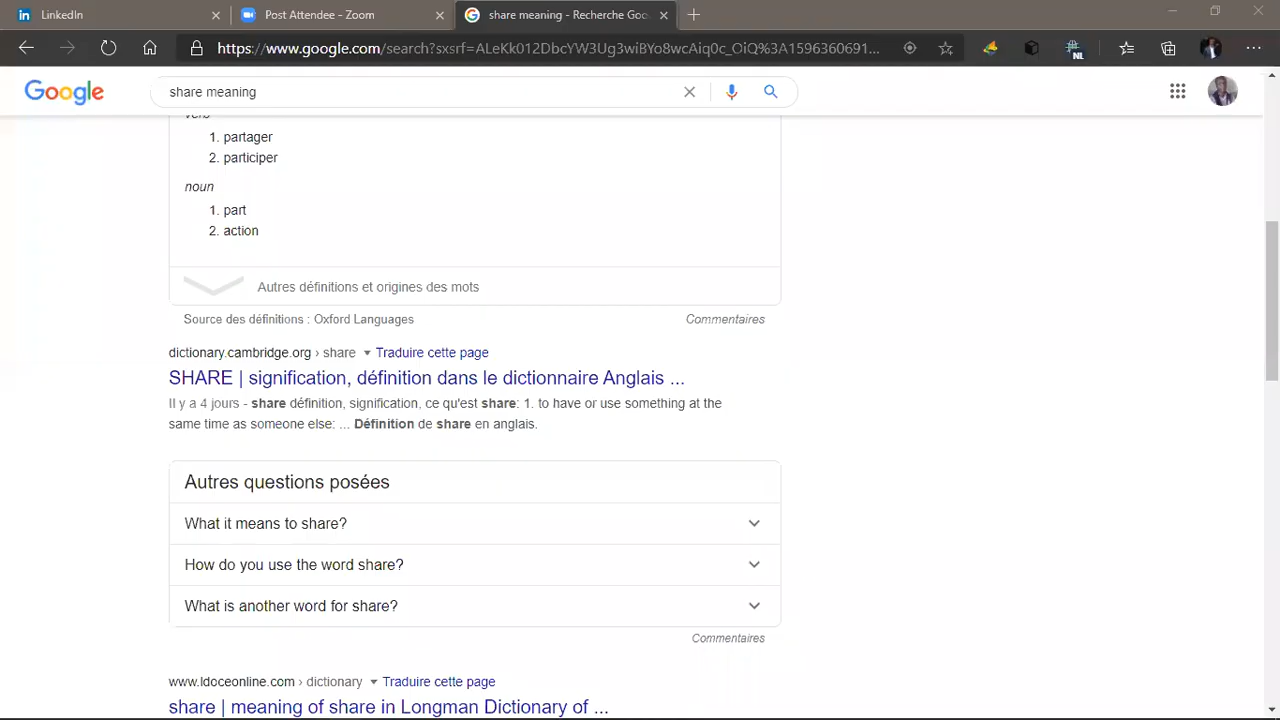 LinkedIn
Post Attendee - Zoom
share meaning - Recherche Goo
https://www.google.com/search?sxsrf=ALeKk012DbcYW3Ug3wiBYo8wcAiq0c_OiQ%3A1596360691...
NL
Google
share meaning
verb
1. partager
2. participer
noun
1. part
2. action
Autres définitions et origines des mots
Source des définitions : Oxford Languages
Commentaires
dictionary.cambridge.org › share ▼ Traduire cette page
SHARE | signification, définition dans le dictionnaire Anglais ...
Il y a 4 jours - share définition, signification, ce qu'est share: 1. to have or use something at the
same time as someone else: ... Définition de share en anglais.
Autres questions posées
What it means to share?
How do you use the word share?
What is another word for share?
Commentaires
www.ldoceonline.com › dictionary ▼ Traduire cette page
share | meaning of share in Longman Dictionary of ...